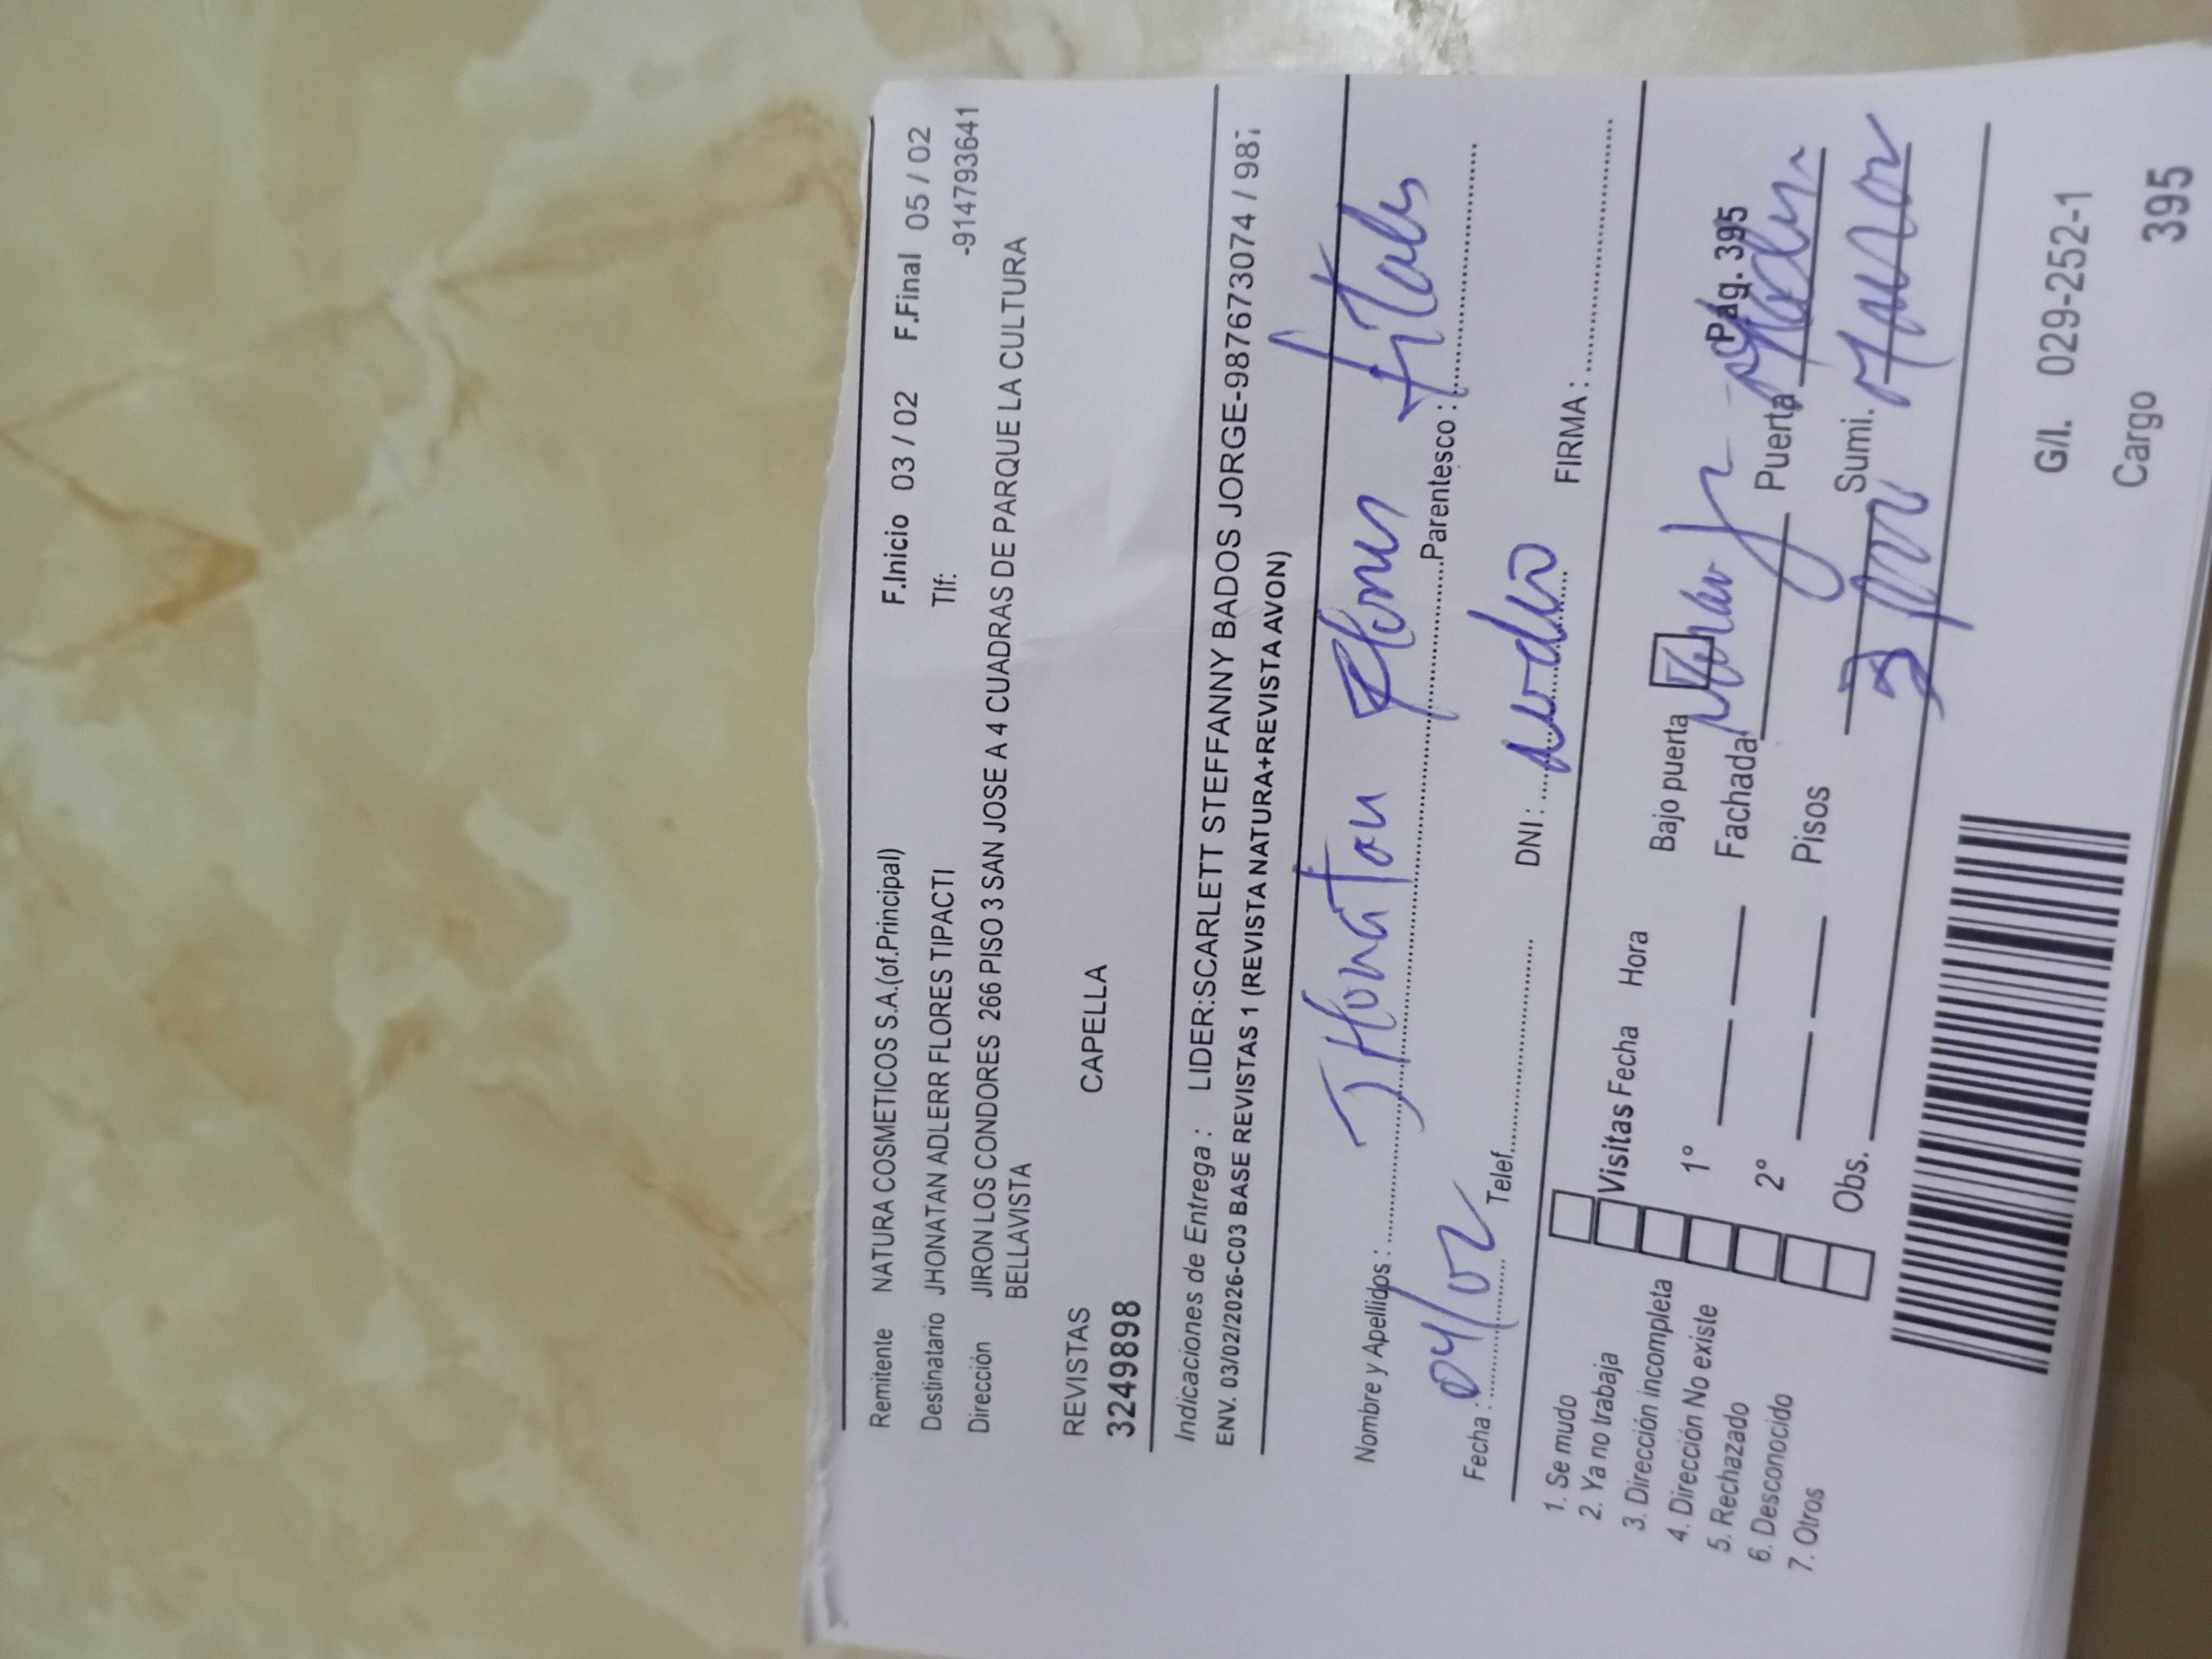 Remitente NATURA COSMETICOS S.A.(of.Principal) F.Inicio 03 / 02 F.Final 05 / 02
Destinatario JHONATAN ADLERR FLORES TIPACTI Tlf: -914793641
Dirección JIRON LOS CONDORES 266 PISO 3 SAN JOSE A 4 CUADRAS DE PARQUE LA CULTURA
BELLAVISTA
REVISTAS CAPELLA
32498898
Indicaciones de Entrega : LIDER:SCARLETT STEFFANNY BADOS JORGE-987673074 / 987
ENV. 03/02/2026-C03 BASE REVISTAS 1 (REVISTA NATURA+REVISTA AVON)
Nombre y Apellidos : JHonaTan
Parentesco :
Fecha : 04/02 Telef. DNI : FIRMA :
1. Se mudo
2. Ya no trabaja
3. Dirección incompleta
4. Dirección No existe
5. Rechazado
6. Desconocido
7. Otros
Visitas Fecha Hora Bajo puerta Pág. 395
1° Fachada Puerta
2° Pisos Sumi.
Obs.
G/I. 029-252-1
Cargo 395